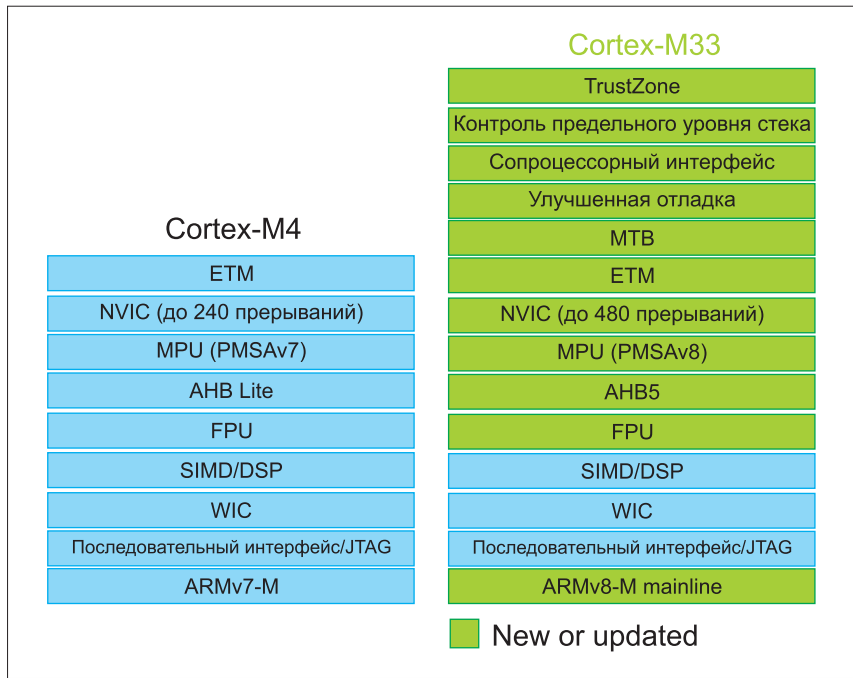 Cortex-M4
ETM
NVIC (до 240 прерываний)
MPU (PMSAv7)
AHB Lite
FPU
SIMD/DSP
WIC
Последовательный интерфейс/JTAG
ARMv7-M
Cortex-M33
TrustZone
Контроль предельного уровня стека
Сопроцессорный интерфейс
Улучшенная отладка
MTB
ETM
NVIC (до 480 прерываний)
MPU (PMSAv8)
AHB5
FPU
SIMD/DSP
WIC
Последовательный интерфейс/JTAG
ARMv8-M mainline
New or updated